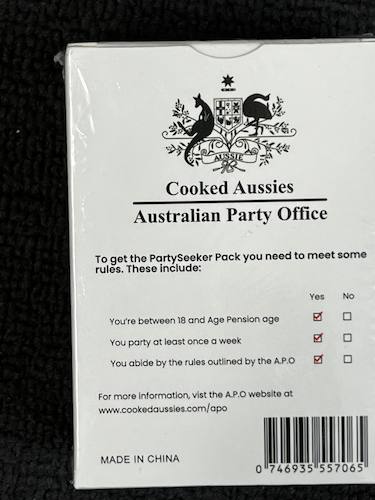 AUSSIE
Cooked Aussies
Australian Party Office
To get the PartySeeker Pack you need to meet some
rules. These include:
Yes No
You're between 18 and Age Pension age
You party at least once a week
You abide by the rules outlined by the A.P.O
For more information, vist the A.P.O website at
www.cookedaussies.com/apo
MADE IN CHINA
0 746935 557065